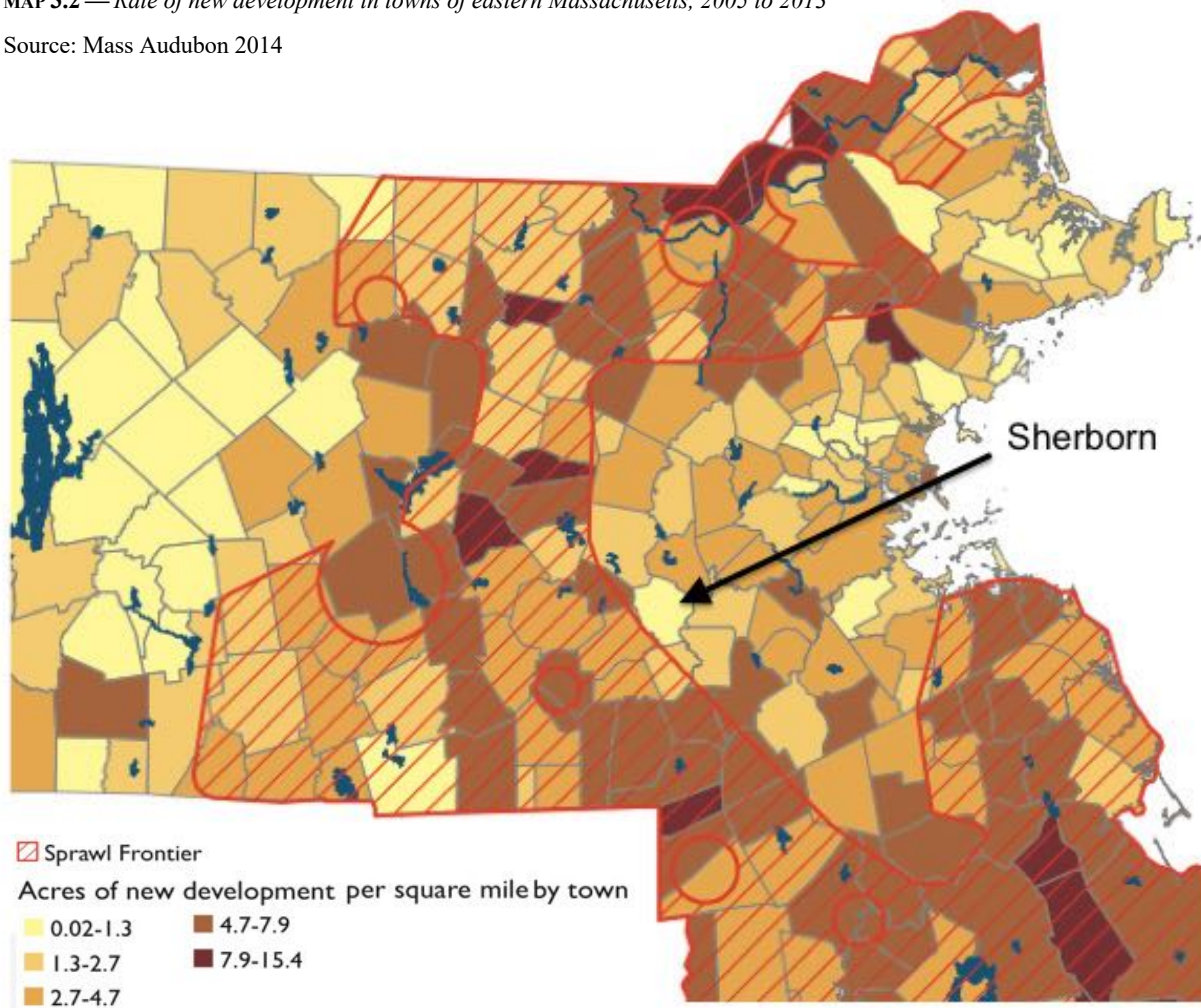 MAP 3.2 — Rate of new development in towns of eastern Massachusetts, 2005 to 2013
Source: Mass Audubon 2014
Sherborn
Sprawl Frontier
Acres of new development per square mile by town
0.02-1.3
4.7-7.9
1.3-2.7
7.9-15.4
2.7-4.7